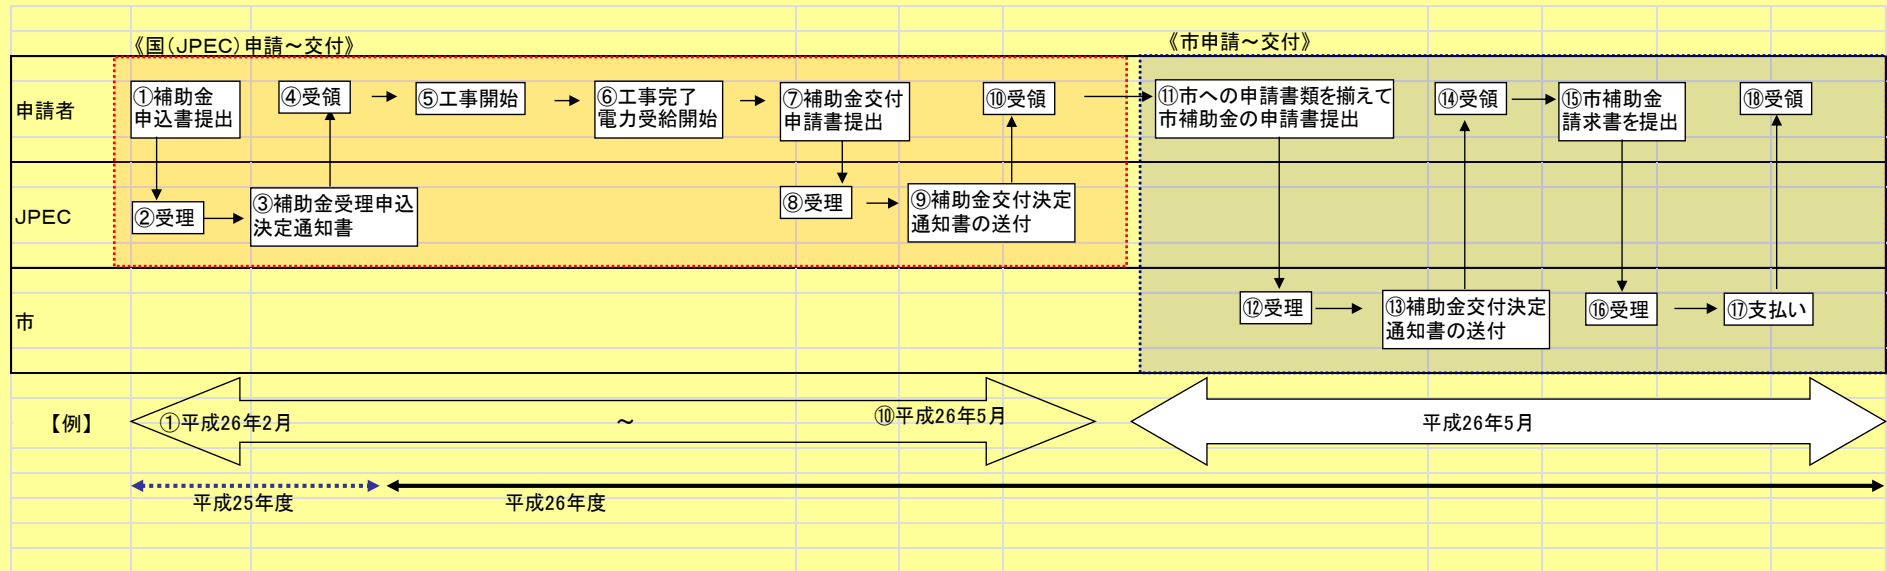 《国(JPEC)申請～交付》
《市申請～交付》
申請者
①補助金
申込書提出
④受領
⑤工事開始
⑥工事完了
電力受給開始
⑦補助金交付
申請書提出
⑩受領
⑪市への申請書類を揃えて
市補助金の申請書提出
⑭受領
⑮市補助金
請求書を提出
⑱受領
JPEC
②受理
③補助金受理申込
決定通知書
⑧受理
⑨補助金交付決定
通知書の送付
市
⑫受理
⑬補助金交付決定
通知書の送付
⑯受理
⑰支払い
【例】
①平成26年2月
～
⑩平成26年5月
平成26年5月
平成25年度
平成26年度